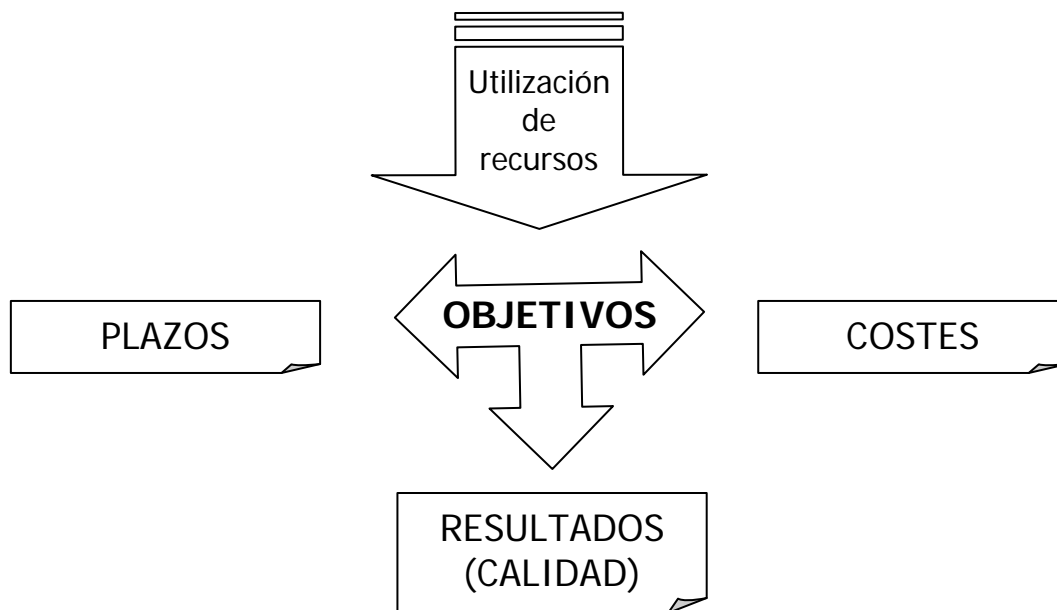 Utilización
de
recursos
OBJETIVOS
PLAZOS
COSTES
RESULTADOS
(CALIDAD)